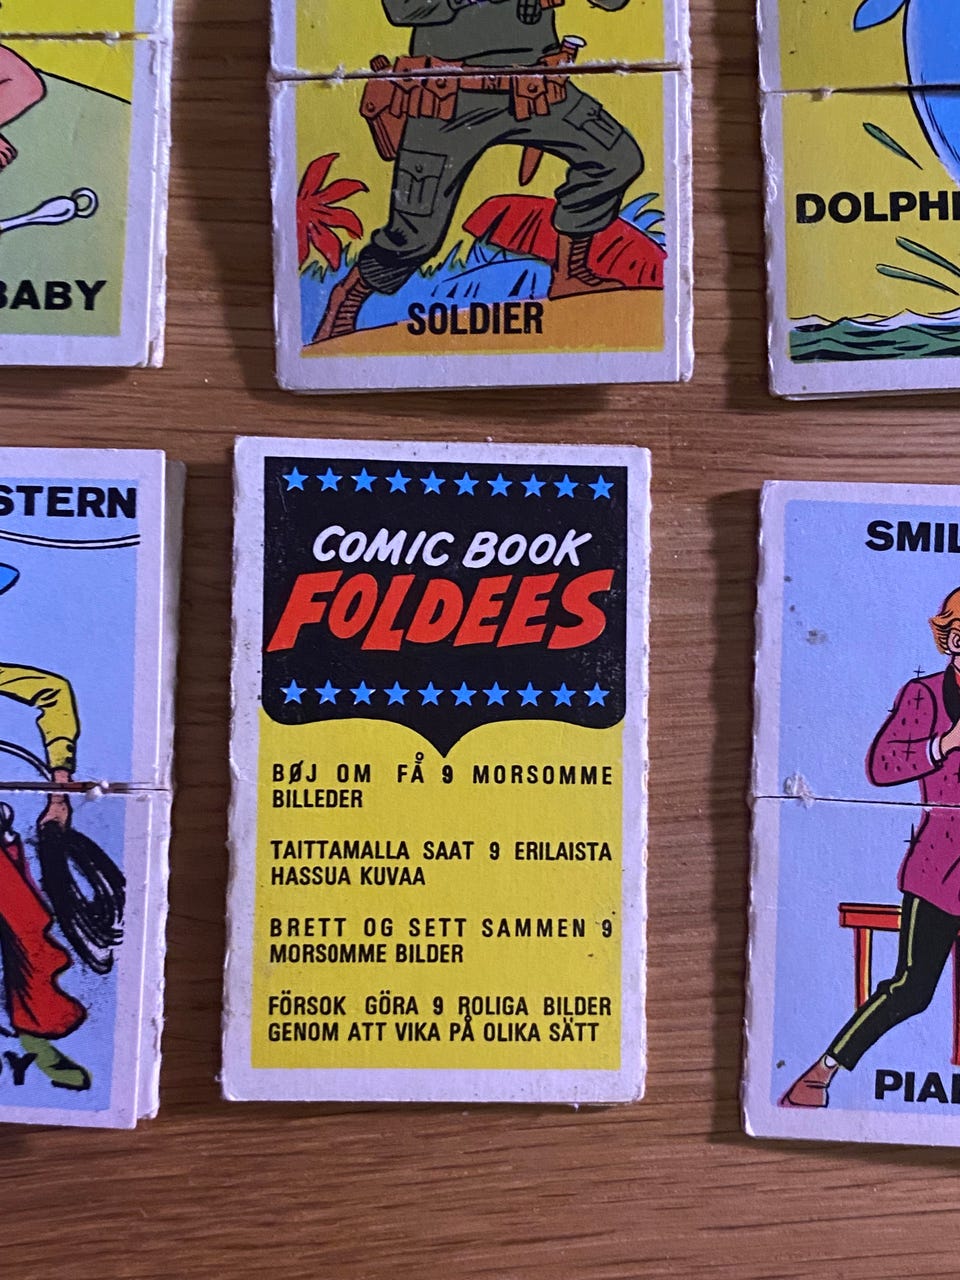 BABY
SOLDIER
DOLPHI
STERN
COMIC BOOK
FOLDEES
BØJ OM FÅ 9 MORSOMME
BILLEDER
TAITTAMALLA SAAT 9 ERILAISTA
HASSUA KUVAA
BRETT OG SETT SAMMEN 9
MORSOMME BILDER
FÖRSOK GÖRA 9 ROLIGA BILDER
GENOM ATT VIKA PÅ OLIKA SÄTT
SMIL
PIA